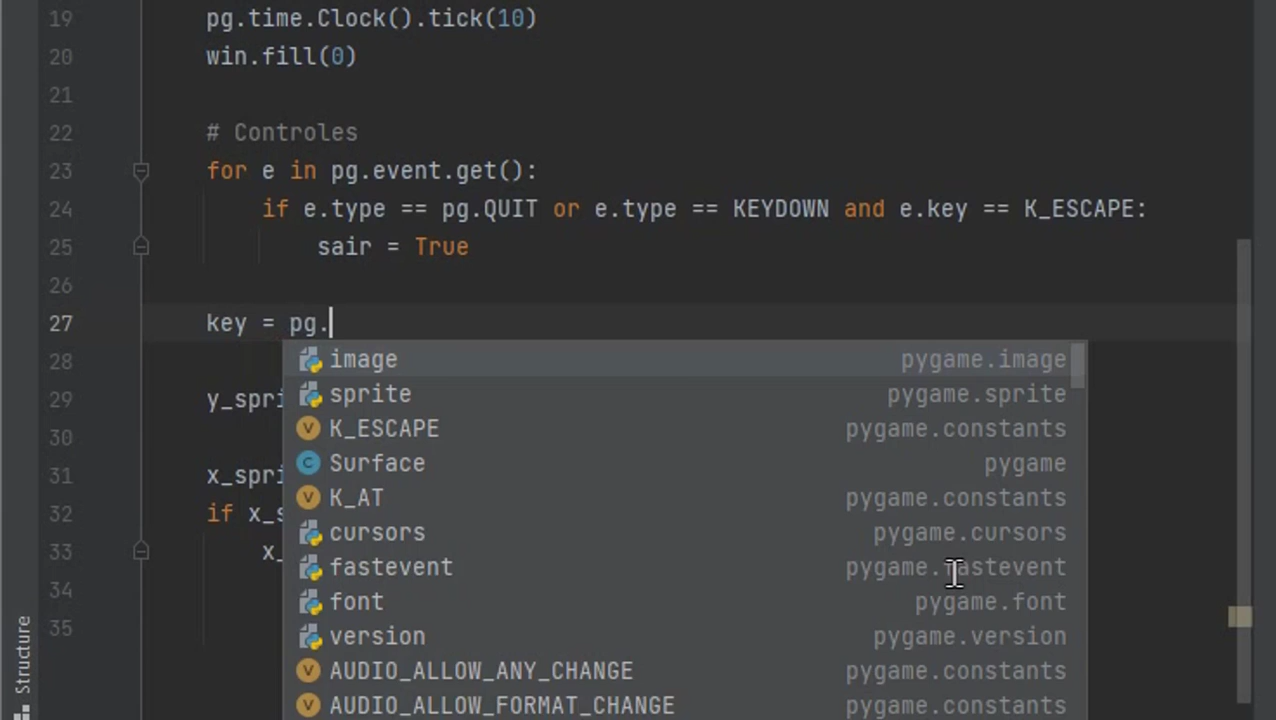 19 pg.time.Clock().tick(10)
20 win.fill(0)
21
22 # Controles
23 for e in pg.event.get():
24 if e.type == pg.QUIT or e.type == KEYDOWN and e.key == K_ESCAPE:
25 sair = True
26
27 key = pg.
28 image pygame.image
sprite pygame.sprite
29 y_spri
K_ESCAPE pygame.constants
30
Surface pygame
31 x_spri
K_AT pygame.constants
32 if x_s
cursors pygame.cursors
33 x_
fastevent pygame.fastevent
34
font pygame.font
35
version pygame.version
AUDIO_ALLOW_ANY_CHANGE pygame.constants
AUDIO_ALLOW_FORMAT_CHANGE pygame.constants
Structure